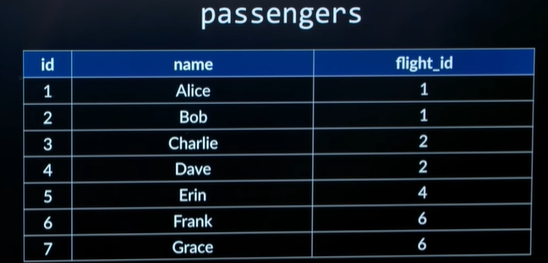 passengers
id name flight_id
1 Alice 1
2 Bob 1
3 Charlie 2
4 Dave 2
5 Erin 4
6 Frank 6
7 Grace 6